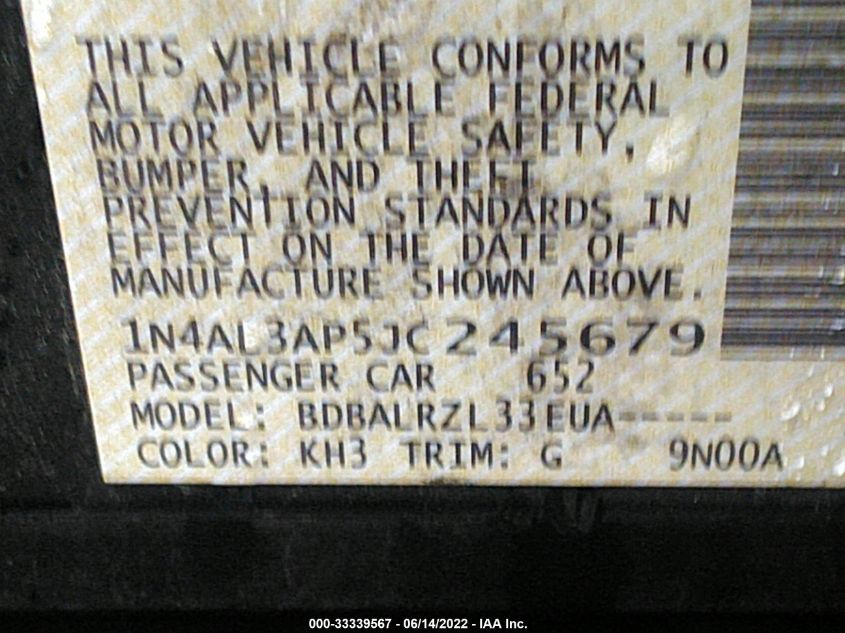 THIS VEHICLE CONFORMS TO
ALL APPLICABLE FEDERAL
MOTOR VEHICLE SAFETY,
BUMPER, AND THEFT
PREVENTION STANDARDS IN
EFFECT ON THE DATE OF
MANUFACTURE SHOWN ABOVE.
1N4AL3AP5JC245679
PASSENGER CAR 652
MODEL: BDBALRZL33EUA-----
COLOR: KH3 TRIM: G 9N00A
000-33339567 - 06/14/2022 - IAA Inc.